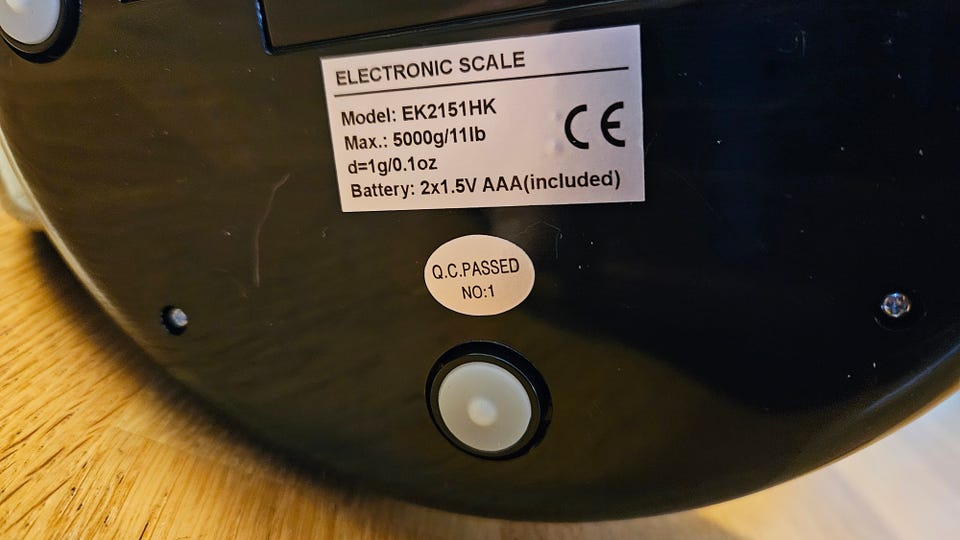 ELECTRONIC SCALE
Model: EK2151HK
Max.: 5000g/11lb
d=1g/0.1oz
Battery: 2x1.5V AAA(included)
CE
Q.C.PASSED
NO:1